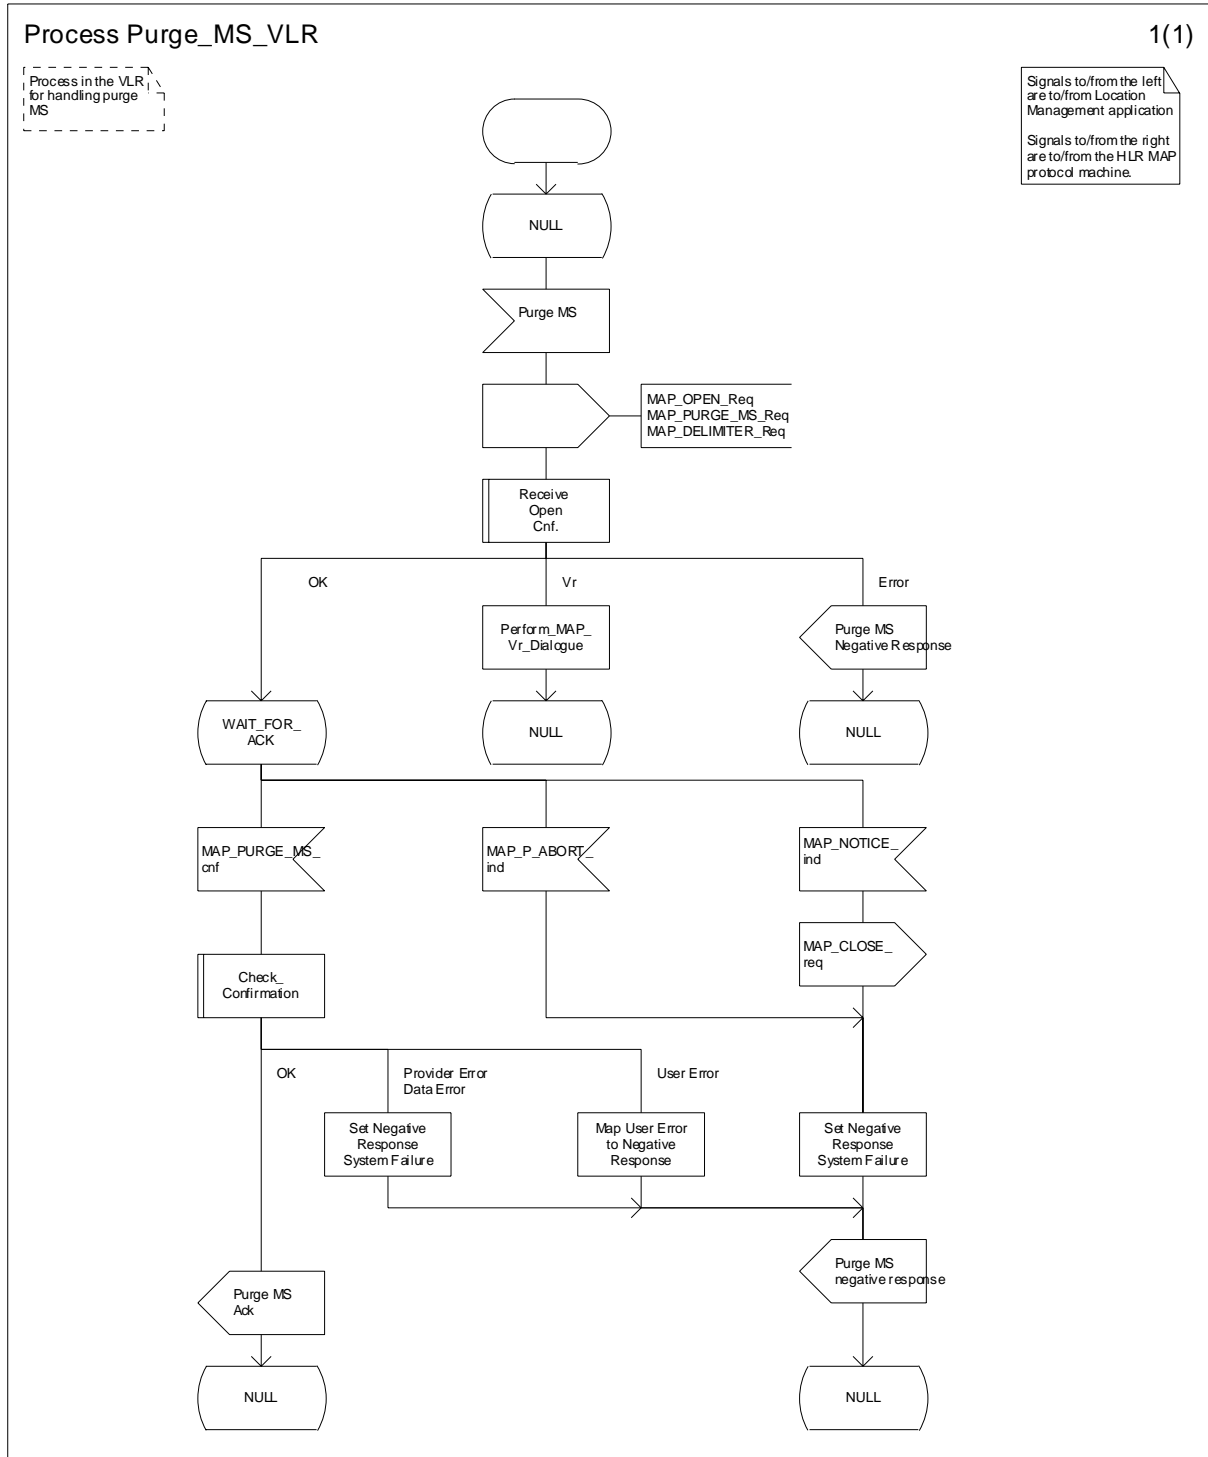 Process Purge_MS_VLR
1(1)
Process in the VLR
for handling purge
MS
Signals to/from the left
are to/from Location
Management application
Signals to/from the right
are to/from the HLR MAP
protocol machine.
NULL
Purge MS
MAP_OPEN_Req
MAP_PURGE_MS_Req
MAP_DELIMITER_Req
Receive
Open
Cnf.
OK
Vr
Error
Perform_MAP_
Vr_Dialogue
Purge MS
Negative Response
WAIT_FOR_
ACK
NULL
NULL
MAP_PURGE_MS_
cnf
MAP_P_ABORT_
ind
MAP_NOTICE_
ind
MAP_CLOSE_
req
Check_
Confirmation
OK
Provider Error
Data Error
User Error
Set Negative
Response
System Failure
Map User Error
to Negative
Response
Set Negative
Response
System Failure
Purge MS
negative response
Purge MS
Ack
NULL
NULL